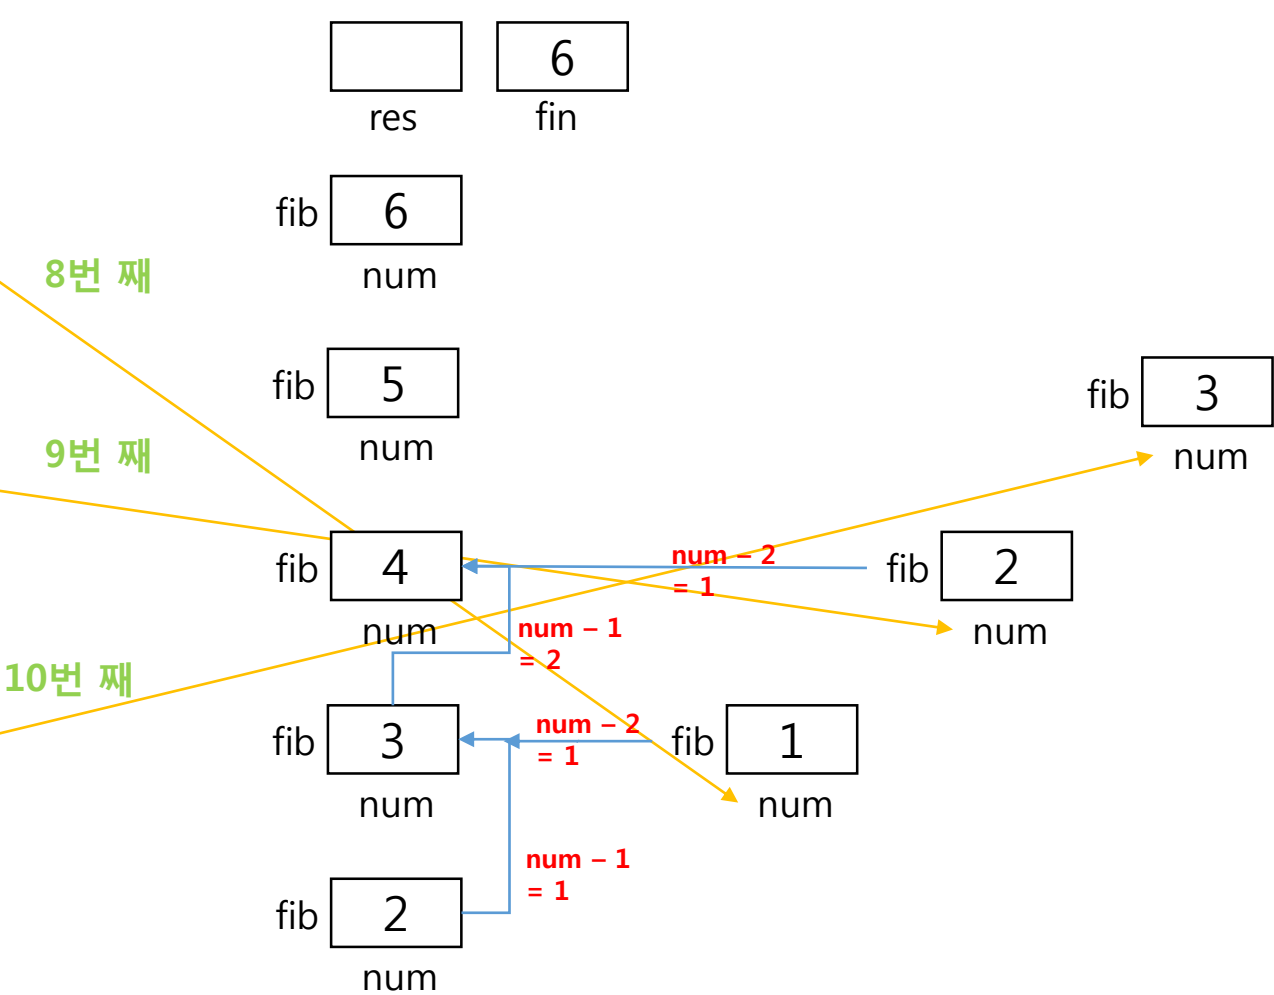 6
res fin
fib 6
num
8번 째
fib 5
num
fib 3
num
9번 째
fib 4
num
num – 2
= 1
fib 2
num
num – 1
= 2
10번 째
fib 3
num
num – 2
= 1
fib 1
num
num – 1
= 1
fib 2
num